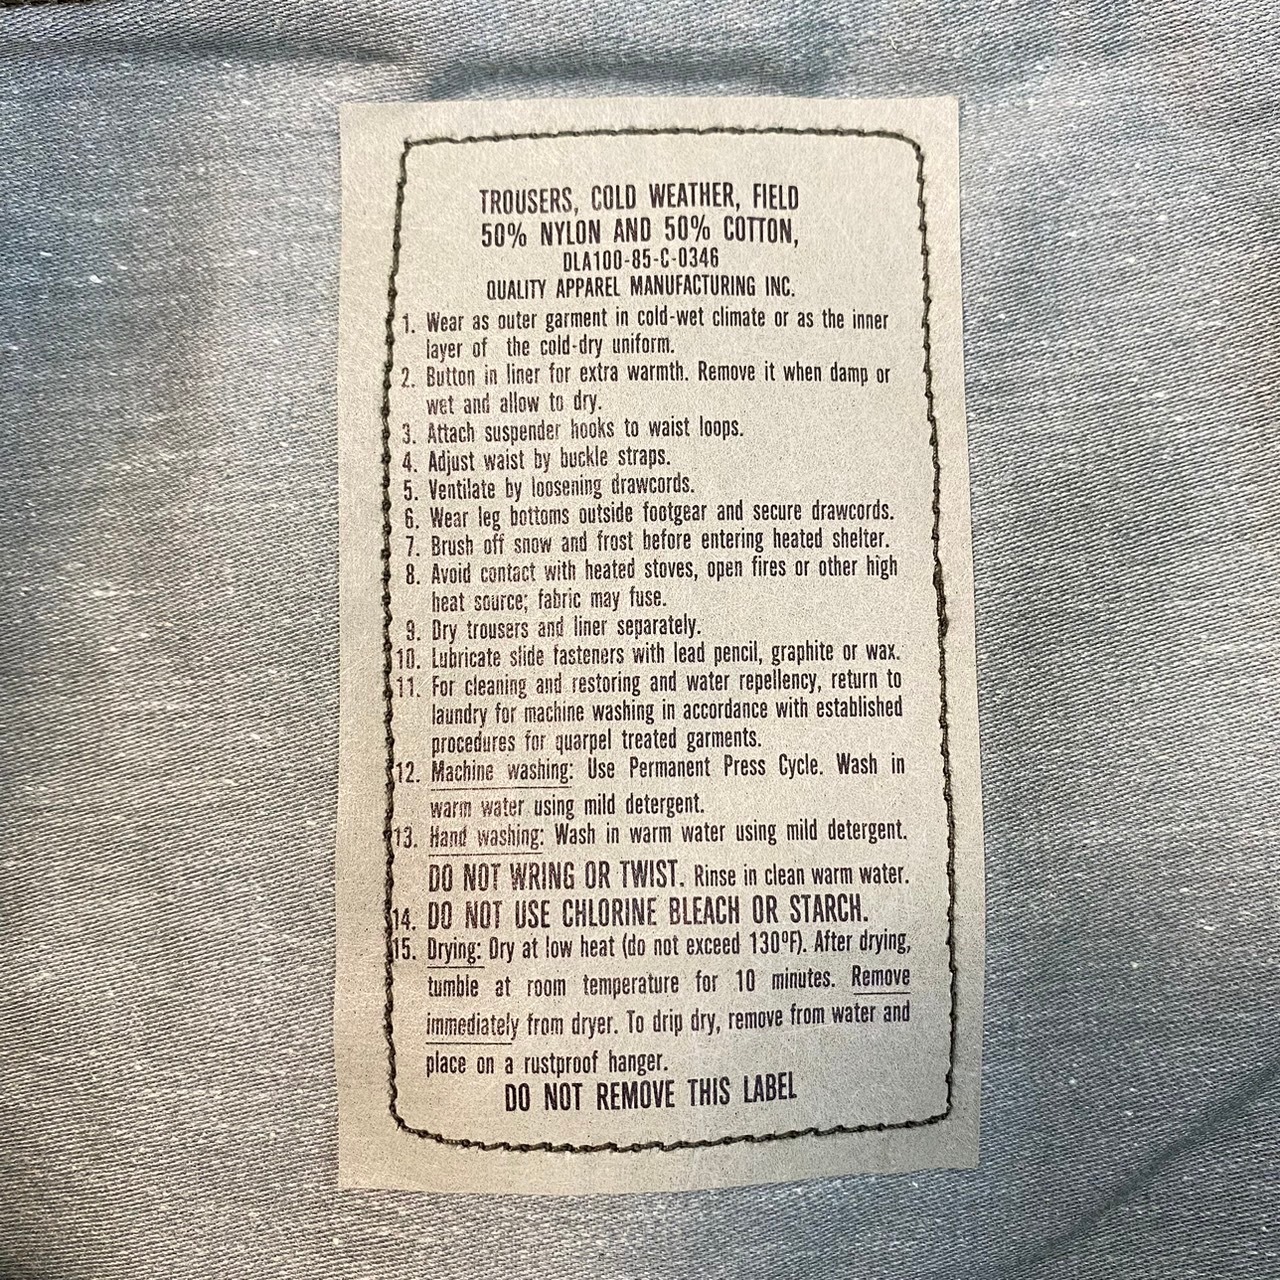 TROUSERS, COLD WEATHER, FIELD
50% NYLON AND 50% COTTON,
DLA100-85-C-0346
QUALITY APPAREL MANUFACTURING INC.
1. Wear as outer garment in cold-wet climate or as the inner
layer of the cold-dry uniform.
2. Button in liner for extra warmth. Remove it when damp or
wet and allow to dry.
3. Attach suspender hooks to waist loops.
4. Adjust waist by buckle straps.
5. Ventilate by loosening drawcords.
6. Wear leg bottoms outside footgear and secure drawcords.
7. Brush off snow and frost before entering heated shelter.
8. Avoid contact with heated stoves, open fires or other high
heat source; fabric may fuse.
9. Dry trousers and liner separately.
10. Lubricate slide fasteners with lead pencil, graphite or wax.
11. For cleaning and restoring and water repellency, return to
laundry for machine washing in accordance with established
procedures for quarpel treated garments.
12. Machine washing: Use Permanent Press Cycle. Wash in
warm water using mild detergent.
13. Hand washing: Wash in warm water using mild detergent.
DO NOT WRING OR TWIST. Rinse in clean warm water.
14. DO NOT USE CHLORINE BLEACH OR STARCH.
15. Drying: Dry at low heat (do not exceed 130ºF). After drying,
tumble at room temperature for 10 minutes. Remove
immediately from dryer. To drip dry, remove from water and
place on a rustproof hanger.
DO NOT REMOVE THIS LABEL